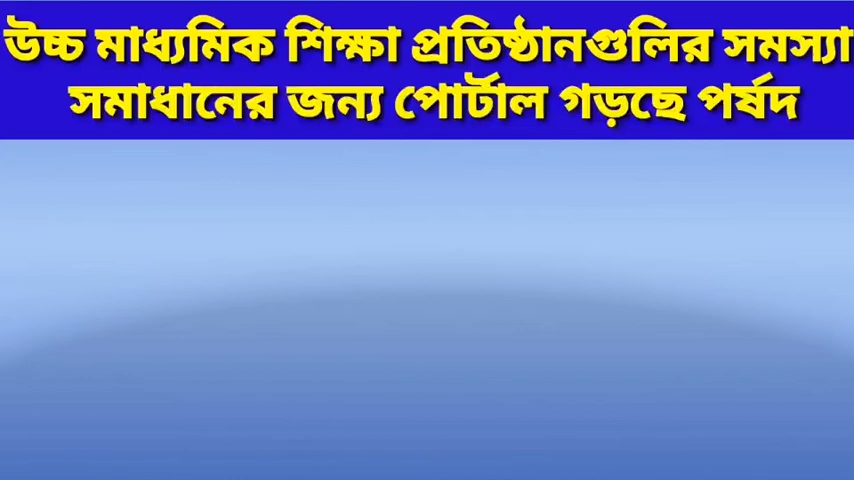 উচ্চ মাধ্যমিক শিক্ষা প্রতিষ্ঠানগুলির সমস্যা
সমাধানের জন্য পোর্টাল গড়ছে পর্ষদ